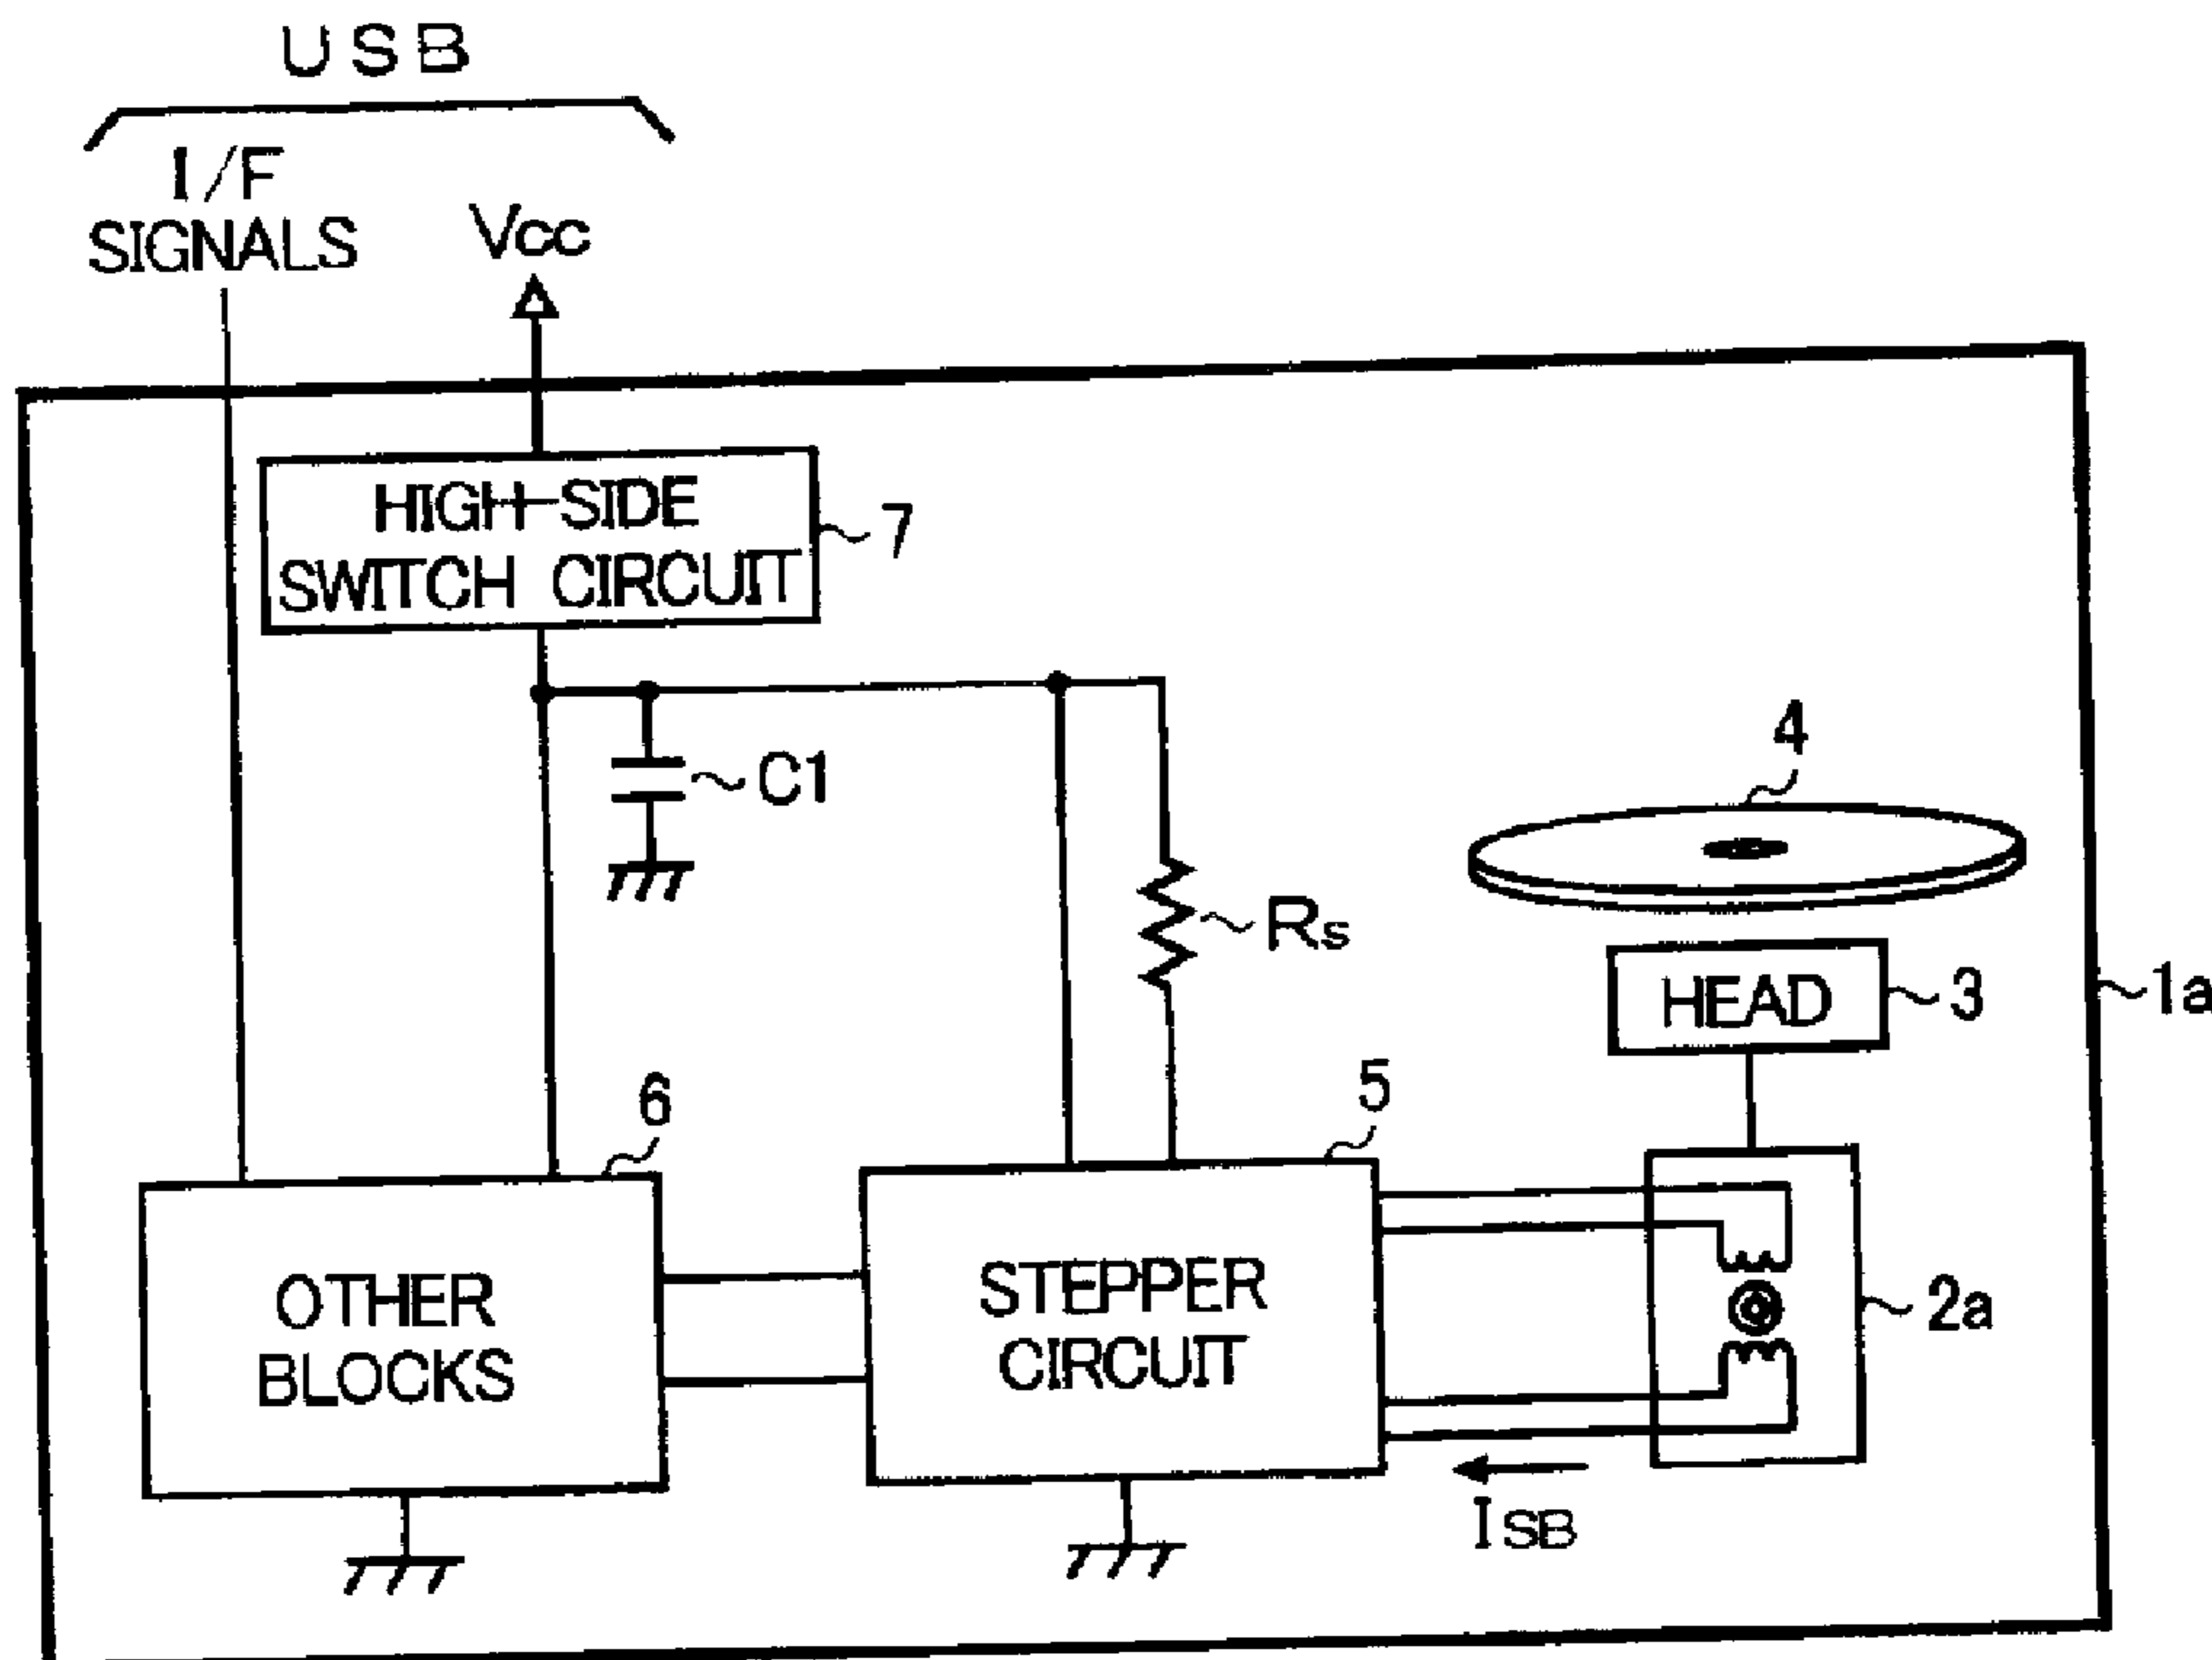 USB
I/F
SIGNALS
Vcc
HIGH-SIDE
SWITCH CIRCUIT
7
C1
4
Rs
HEAD
3
1a
6
5
OTHER
BLOCKS
STEPPER
CIRCUIT
2a
ISB